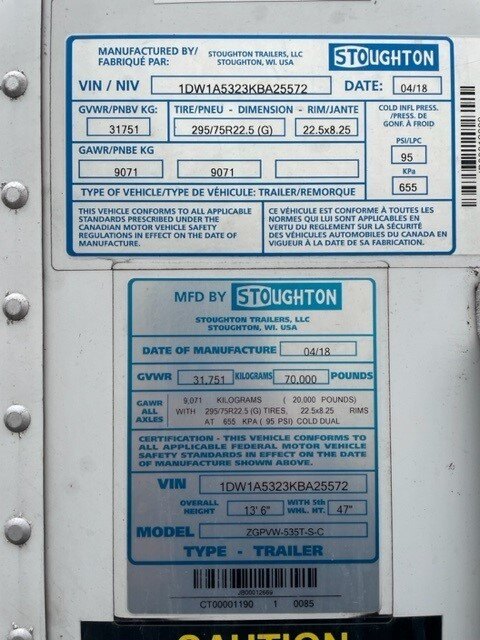 MANUFACTURED BY/
FABRIQUÉ PAR:
STOUGHTON TRAILERS, LLC
STOUGHTON, WI. USA
STOUGHTON
VIN / NIV 1DW1A5323KBA25572 DATE: 04/18
GVWR/PNBV KG: TIRE/PNEU - DIMENSION - RIM/JANTE
31751 295/75R22.5 (G) 22.5x8.25
COLD INFL PRESS.
/PRESS. DE
GONF. À FROID
PSI/LPC
95
KPa
655
GAWR/PNBE KG
9071 9071
TYPE OF VEHICLE/TYPE DE VÉHICULE: TRAILER/REMORQUE
THIS VEHICLE CONFORMS TO ALL APPLICABLE
STANDARDS PRESCRIBED UNDER THE
CANADIAN MOTOR VEHICLE SAFETY
REGULATIONS IN EFFECT ON THE DATE OF
MANUFACTURE.
CE VÉHICULE EST CONFORME À TOUTES LES
NORMES QUI LUI SONT APPLICABLES EN
VERTU DU REGLEMENT SUR LA SÉCURITÉ
DES VÉHICULES AUTOMOBILES DU CANADA EN
VIGUEUR À LA DATE DE SA FABRICATION.
MFD BY STOUGHTON
STOUGHTON TRAILERS, LLC
STOUGHTON, WI. USA
DATE OF MANUFACTURE 04/18
GVWR 31,751 KILOGRAMS 70,000 POUNDS
GAWR
ALL
AXLES
9,071 KILOGRAMS ( 20,000 POUNDS)
WITH 295/75R22.5 (G) TIRES, 22.5x8.25 RIMS
AT 655 KPA ( 95 PSI) COLD DUAL
CERTIFICATION - THIS VEHICLE CONFORMS TO
ALL APPLICABLE FEDERAL MOTOR VEHICLE
SAFETY STANDARDS IN EFFECT ON THE DATE
OF MANUFACTURE SHOWN ABOVE.
VIN 1DW1A5323KBA25572
OVERALL
HEIGHT 13' 6" WITH 5th
WHL. HT. 47"
MODEL ZGPVW-535T-S-C
TYPE - TRAILER
JB00012669
CT00001190 1 0085
CAUTION